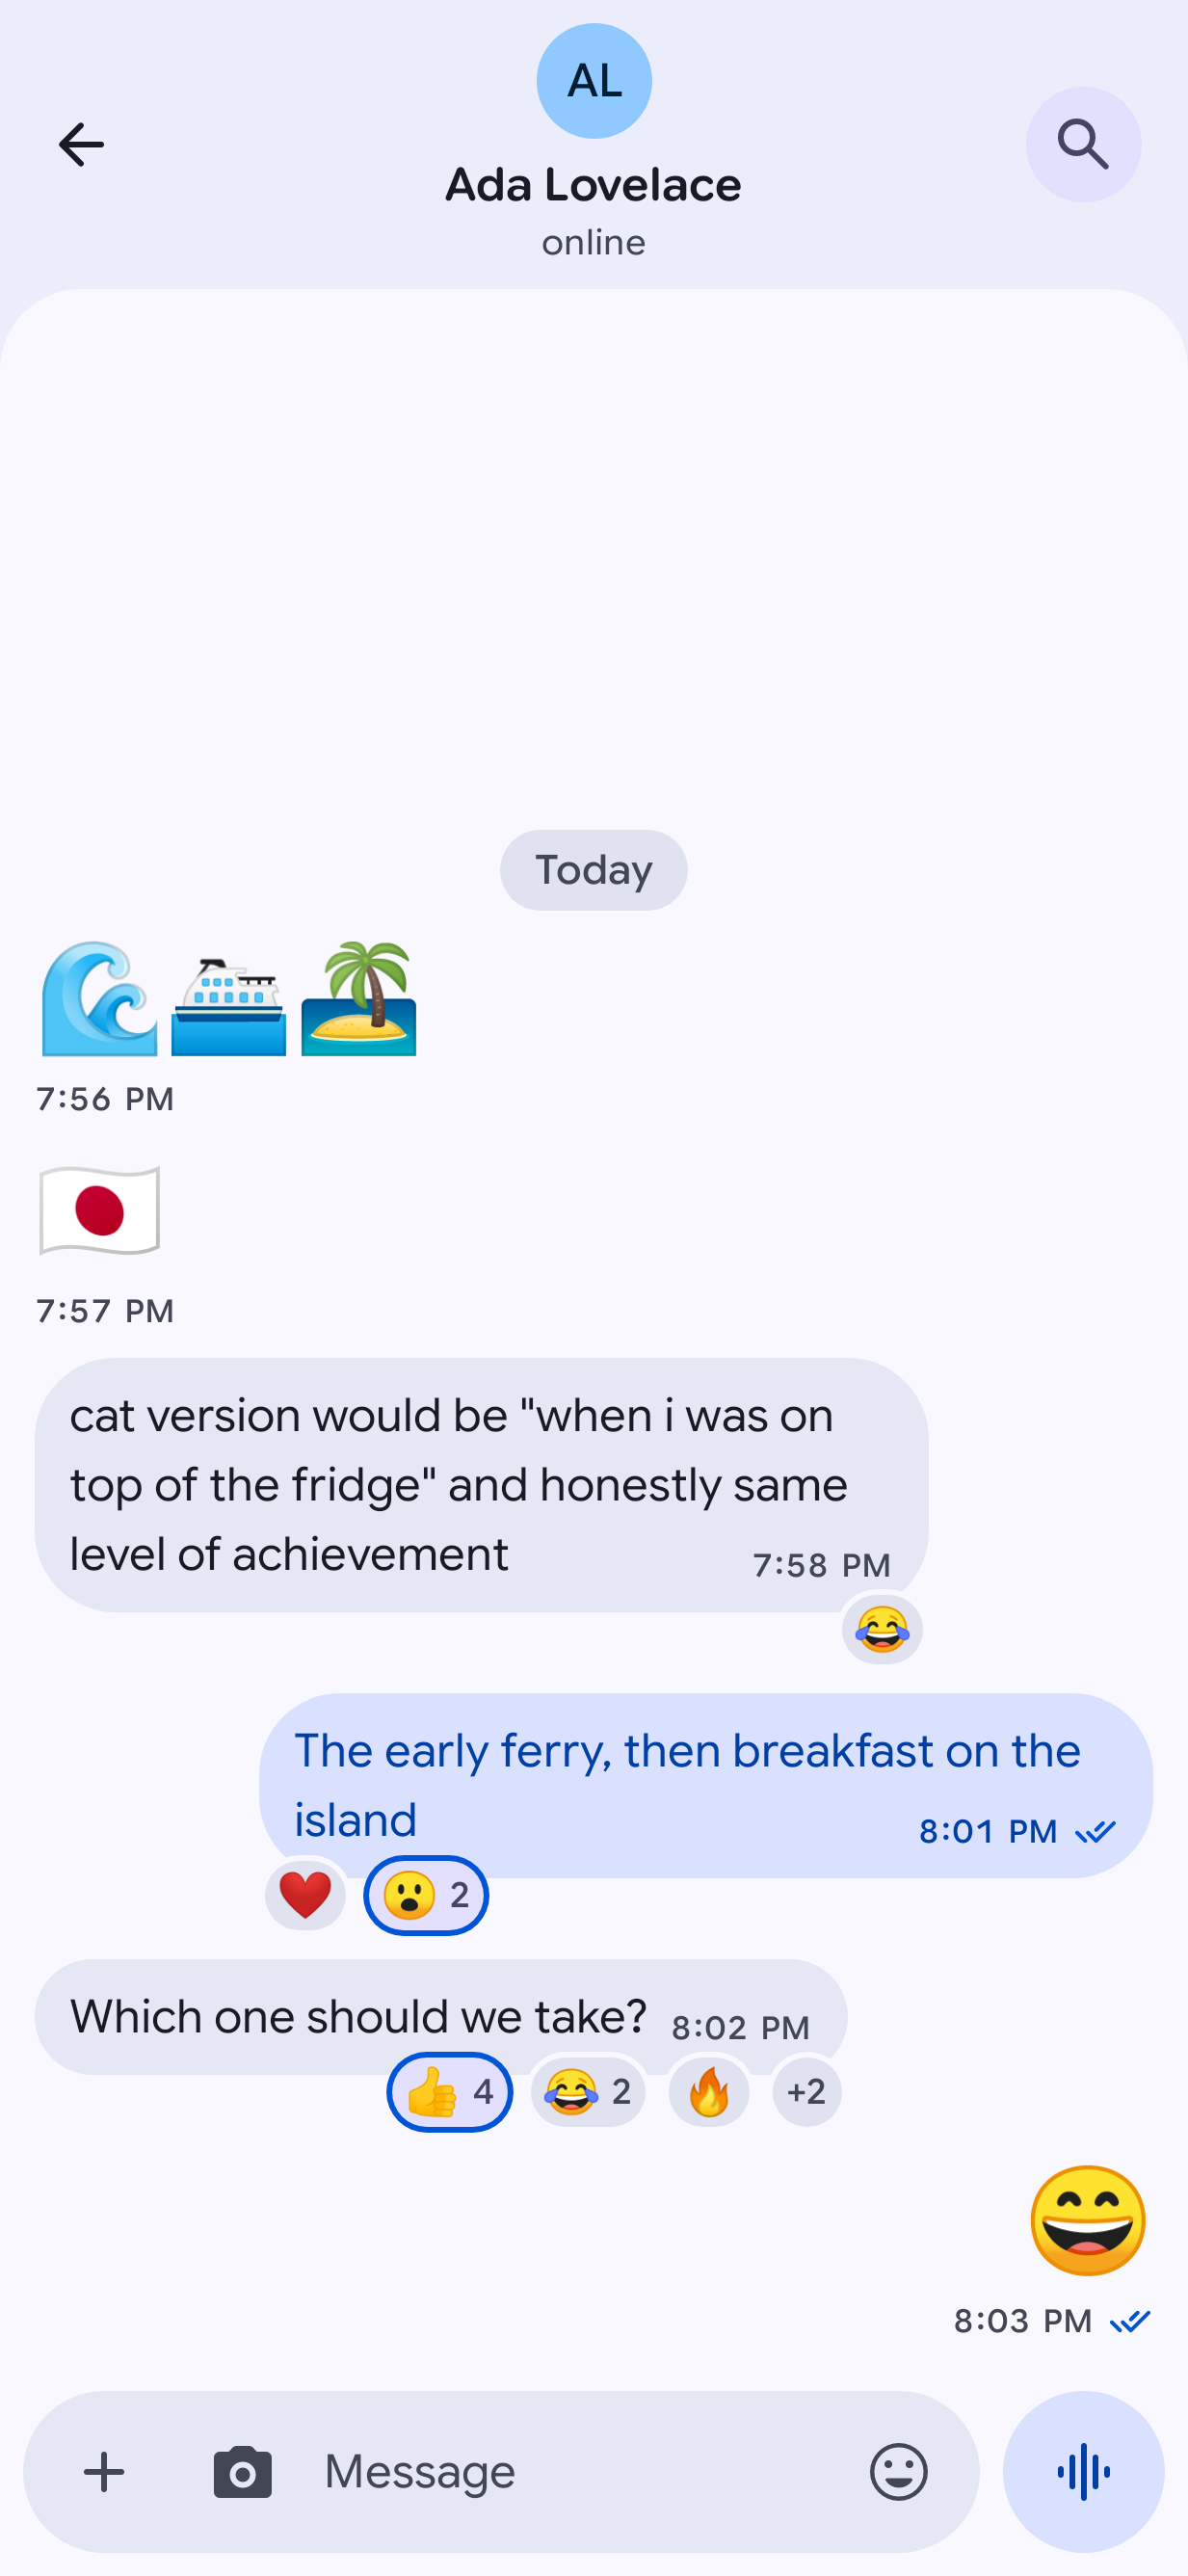 AL
Ada Lovelace
online
Today
🌊🛳️🏝️
7:56 PM
🇯🇵
7:57 PM
cat version would be "when i was on
top of the fridge" and honestly same
level of achievement
7:58 PM
😂
The early ferry, then breakfast on the
island
8:01 PM
❤️ 😮 2
Which one should we take? 8:02 PM
👍 4 😂 2 🔥 +2
😄
8:03 PM
Message